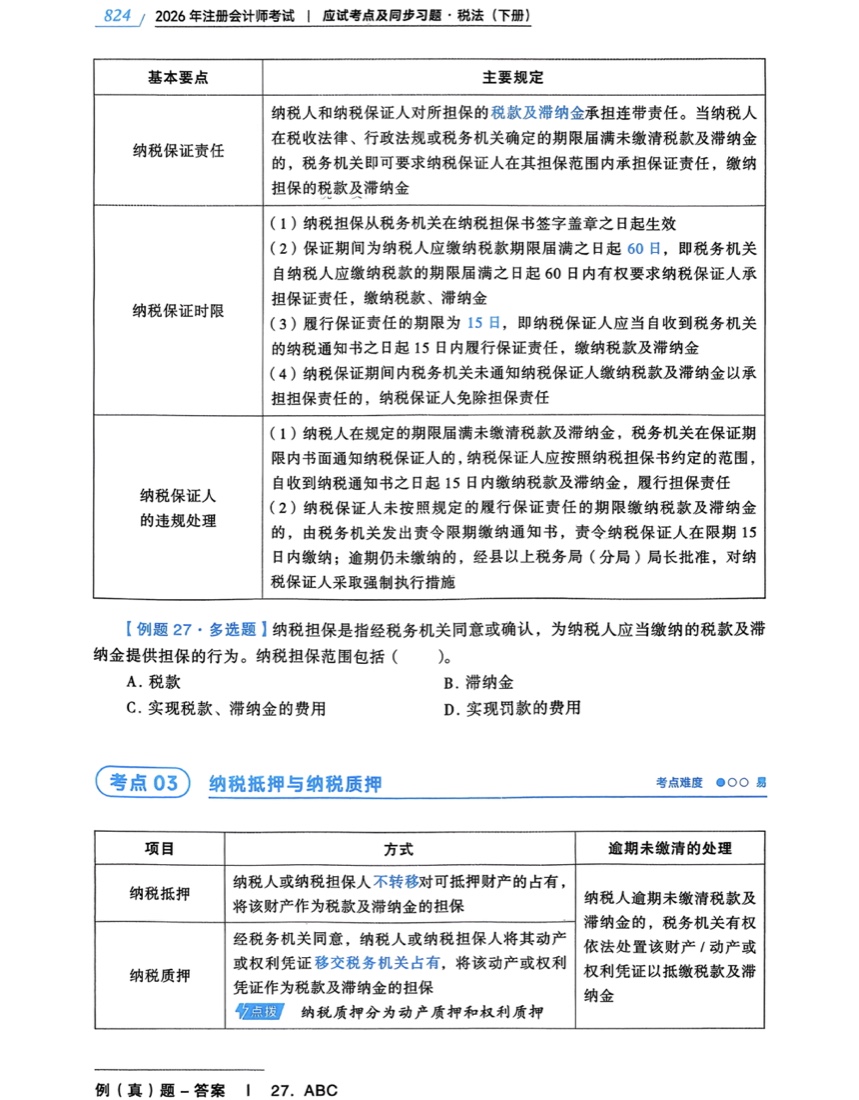 824 / 2026 年注册会计师考试 | 应试考点及同步习题·税法（下册）
基本要点 主要规定
纳税保证责任
纳税人和纳税保证人对所担保的税款及滞纳金承担连带责任。当纳税人
在税收法律、行政法规或税务机关确定的期限届满未缴清税款及滞纳金
的，税务机关即可要求纳税保证人在其担保范围内承担保证责任，缴纳
担保的税款及滞纳金
纳税保证时限
（1）纳税担保从税务机关在纳税担保书签字盖章之日起生效
（2）保证期间为纳税人应缴纳税款期限届满之日起 60 日，即税务机关
自纳税人应缴纳税款的期限届满之日起 60 日内有权要求纳税保证人承
担保证责任，缴纳税款、滞纳金
（3）履行保证责任的期限为 15 日，即纳税保证人应当自收到税务机关
的纳税通知书之日起 15 日内履行保证责任，缴纳税款及滞纳金
（4）纳税保证期间内税务机关未通知纳税保证人缴纳税款及滞纳金以承
担担保责任的，纳税保证人免除担保责任
纳税保证人
的违规处理
（1）纳税人在规定的期限届满未缴清税款及滞纳金，税务机关在保证期
限内书面通知纳税保证人的，纳税保证人应按照纳税担保书约定的范围，
自收到纳税通知书之日起 15 日内缴纳税款及滞纳金，履行担保责任
（2）纳税保证人未按照规定的履行保证责任的期限缴纳税款及滞纳金
的，由税务机关发出责令限期缴纳通知书，责令纳税保证人在限期 15
日内缴纳；逾期仍未缴纳的，经县以上税务局（分局）局长批准，对纳
税保证人采取强制执行措施
【例题 27·多选题】纳税担保是指经税务机关同意或确认，为纳税人应当缴纳的税款及滞
纳金提供担保的行为。纳税担保范围包括（　　）。
A. 税款 B. 滞纳金
C. 实现税款、滞纳金的费用 D. 实现罚款的费用
考点 03 纳税抵押与纳税质押 考点难度 易
项目 方式 逾期未缴清的处理
纳税抵押
纳税人或纳税担保人不转移对可抵押财产的占有，
将该财产作为税款及滞纳金的担保
纳税质押
经税务机关同意，纳税人或纳税担保人将其动产
或权利凭证移交税务机关占有，将该动产或权利
凭证作为税款及滞纳金的担保
点拨 纳税质押分为动产质押和权利质押
纳税人逾期未缴清税款及
滞纳金的，税务机关有权
依法处置该财产 / 动产或
权利凭证以抵缴税款及滞
纳金
例（真）题 – 答案 | 27. ABC